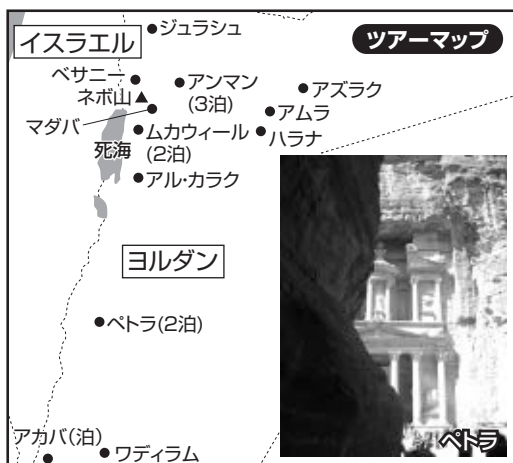 ジュラシュ
イスラエル
ツアーマップ
ベサニー
アンマン
(3泊)
アズラク
ネボ山
アムラ
マダバ
ムカウィール
(2泊)
ハラナ
死海
アル・カラク
ヨルダン
ペトラ(2泊)
アカバ(泊)
ワディラム
ペトラ